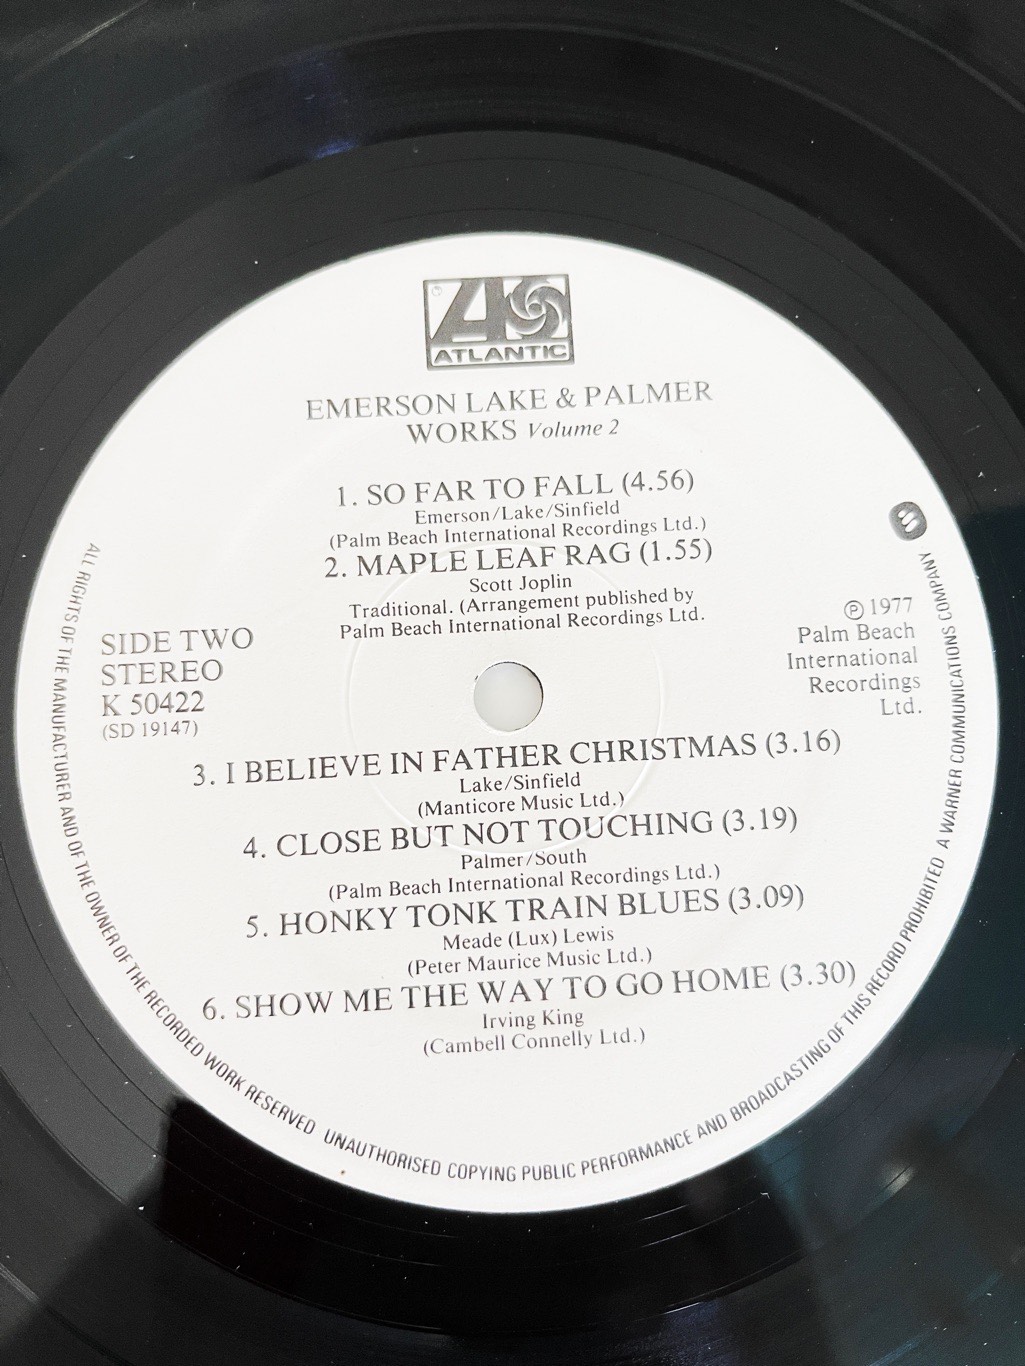 ATLANTIC
EMERSON LAKE & PALMER
WORKS Volume 2
1. SO FAR TO FALL (4.56)
Emerson/Lake/Sinfield
(Palm Beach International Recordings Ltd.)
2. MAPLE LEAF RAG (1.55)
Scott Joplin
Traditional. (Arrangement published by
Palm Beach International Recordings Ltd.
SIDE TWO
STEREO
K 50422
(SD 19147)
℗ 1977
Palm Beach
International
Recordings
Ltd.
3. I BELIEVE IN FATHER CHRISTMAS (3.16)
Lake/Sinfield
(Manticore Music Ltd.)
4. CLOSE BUT NOT TOUCHING (3.19)
Palmer/South
(Palm Beach International Recordings Ltd.)
5. HONKY TONK TRAIN BLUES (3.09)
Meade (Lux) Lewis
(Peter Maurice Music Ltd.)
6. SHOW ME THE WAY TO GO HOME (3.30)
Irving King
(Cambell Connelly Ltd.)
ALL RIGHTS OF THE MANUFACTURER AND OF THE OWNER OF THE RECORDED WORK RESERVED UNAUTHORISED COPYING PUBLIC PERFORMANCE AND BROADCASTING OF THIS RECORD PROHIBITED A WARNER COMMUNICATIONS COMPANY